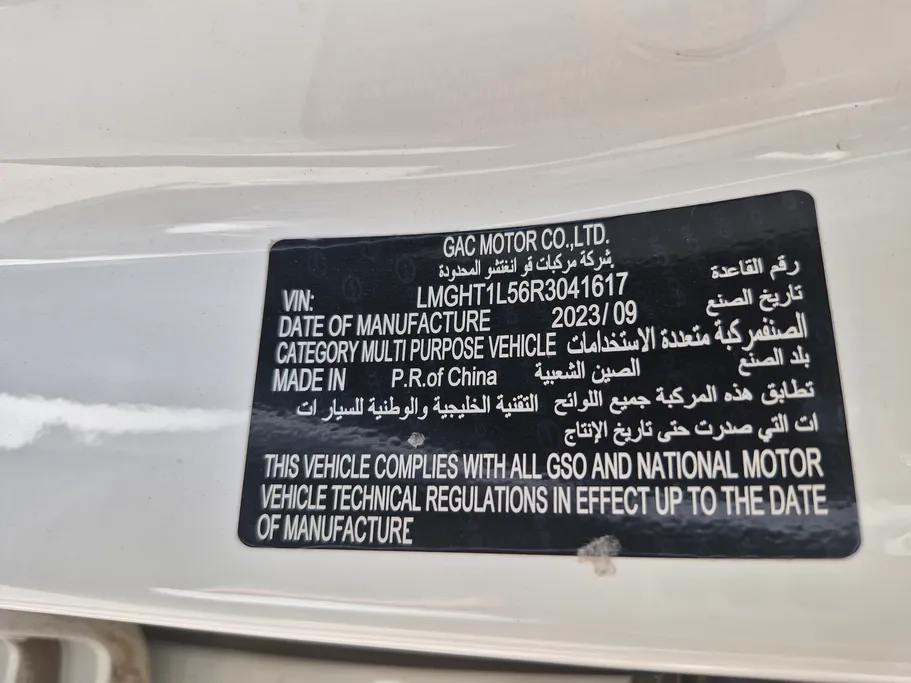 GAC MOTOR CO.,LTD.
شركة مركبات قو انغتشو المحدودة
VIN: LMGHT1L56R3041617 رقم القاعدة
DATE OF MANUFACTURE 2023/09 تاريخ الصنع
CATEGORY MULTI PURPOSE VEHICLE الصنفمركبة متعددة الاستخدامات
MADE IN P.R.of China الصين الشعبية بلد الصنع
تطابق هذه المركبة جميع اللوائح التقنية الخليجية والوطنية للسيار ات
ات التي صدرت حتى تاريخ الإنتاج
THIS VEHICLE COMPLIES WITH ALL GSO AND NATIONAL MOTOR
VEHICLE TECHNICAL REGULATIONS IN EFFECT UP TO THE DATE
OF MANUFACTURE